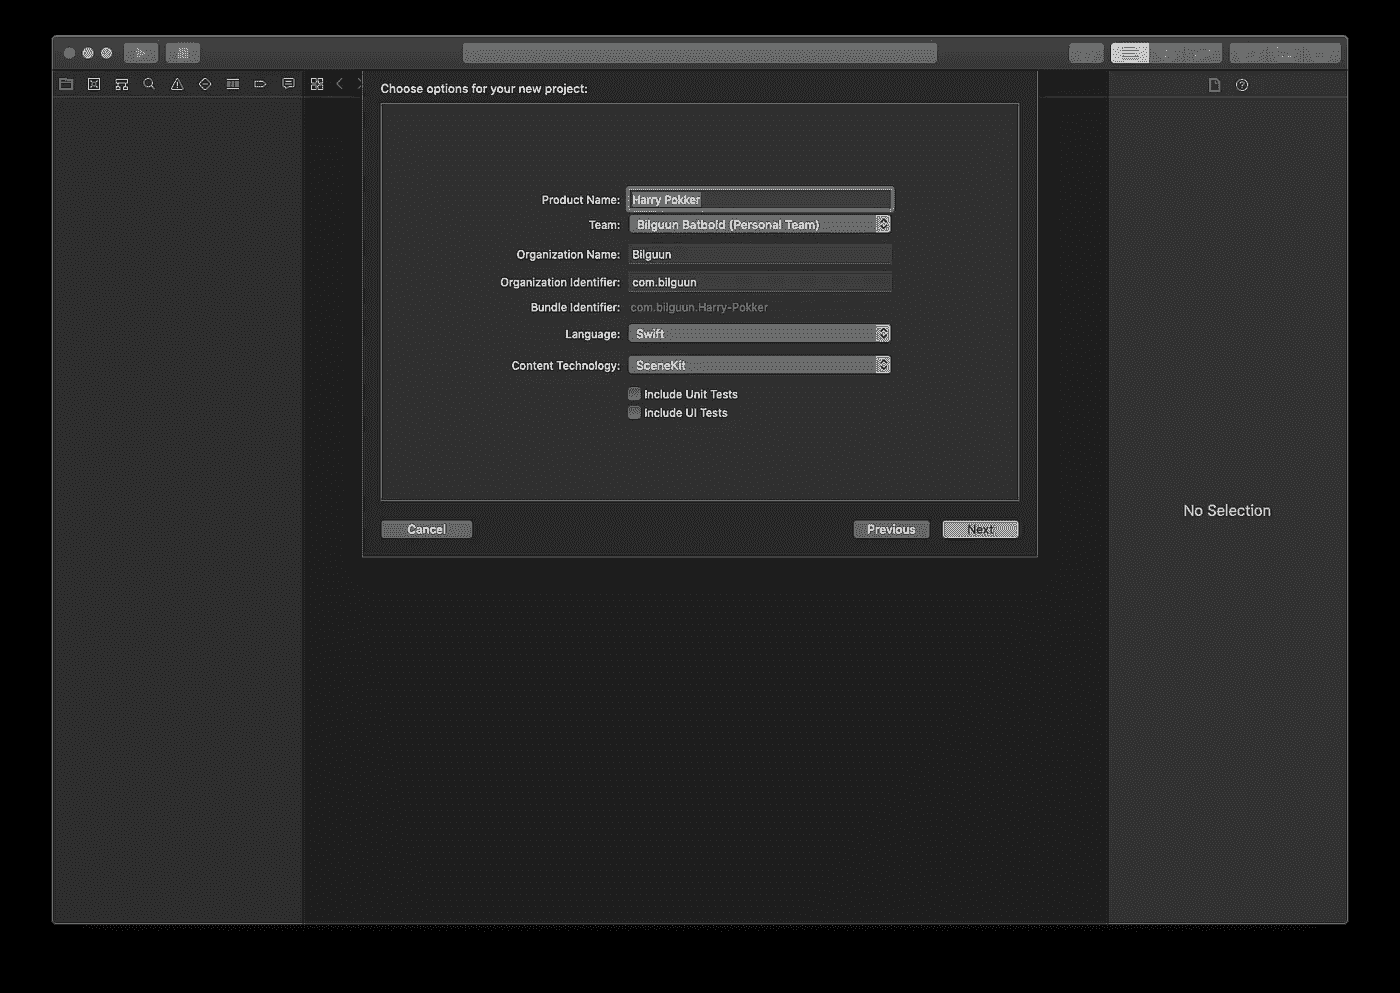 Choose options for your new project:
Product Name: Harry Pokker
Team: Bilguun Batbold (Personal Team)
Organization Name: Bilguun
Organization Identifier: com.bilguun
Bundle Identifier: com.bilguun.Harry-Pokker
Language: Swift
Content Technology: SceneKit
Include Unit Tests
Include UI Tests
No Selection
Cancel Previous Next